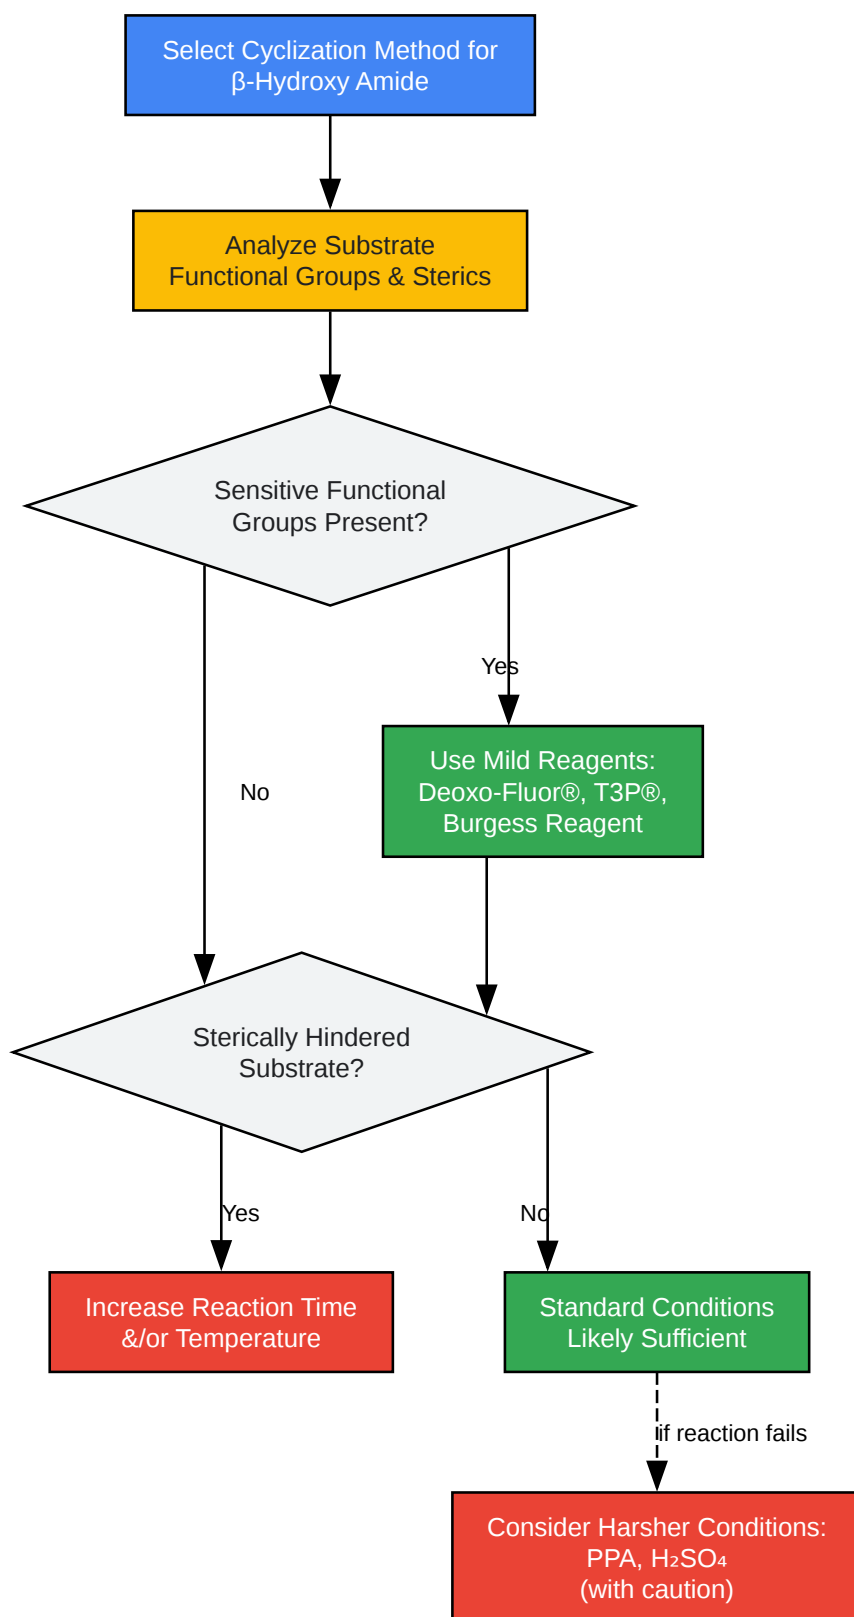 Select Cyclization Method for
β-Hydroxy Amide
Analyze Substrate
Functional Groups & Sterics
Sensitive Functional
Groups Present?
Yes
No
Use Mild Reagents:
Deoxo-Fluor®, T3P®,
Burgess Reagent
Sterically Hindered
Substrate?
Yes
No
Increase Reaction Time
&/or Temperature
Standard Conditions
Likely Sufficient
if reaction fails
Consider Harsher Conditions:
PPA, H₂SO₄
(with caution)